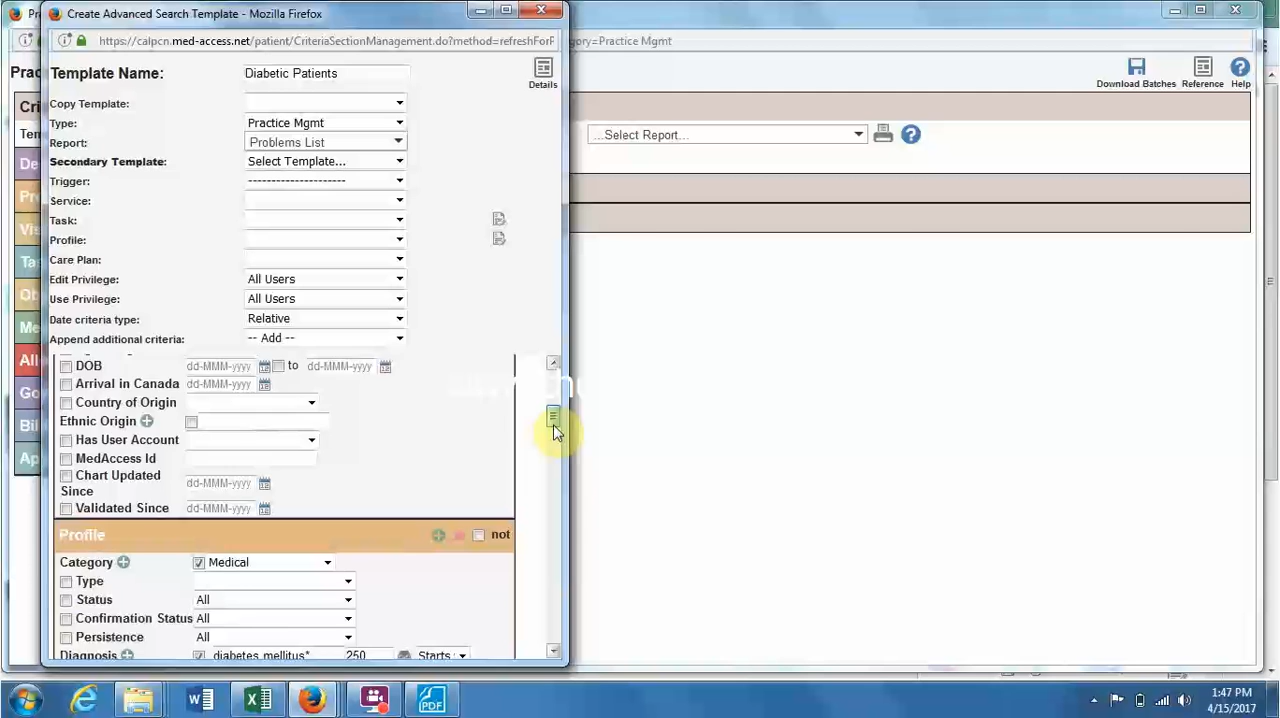 Create Advanced Search Template - Mozilla Firefox
https://calpcn.med-access.net/patient/CriteriaSectionManagement.do?method=refreshForP
gory=Practice Mgmt
Template Name: Diabetic Patients
Details
Download Batches Reference Help
Copy Template:
Type: Practice Mgmt
Report: Problems List
...Select Report...
Secondary Template: Select Template...
Trigger: ---------------------
Service:
Task:
Profile:
Care Plan:
Edit Privilege: All Users
Use Privilege: All Users
Date criteria type: Relative
Append additional criteria: -- Add --
DOB dd-MMM-yyyy to dd-MMM-yyyy
Arrival in Canada dd-MMM-yyyy
Country of Origin
Ethnic Origin
Has User Account
MedAccess Id
Chart Updated Since dd-MMM-yyyy
Validated Since dd-MMM-yyyy
Profile not
Category Medical
Type
Status All
Confirmation Status All
Persistence All
Diagnosis diabetes mellitus* 250 Starts
1:47 PM
4/15/2017